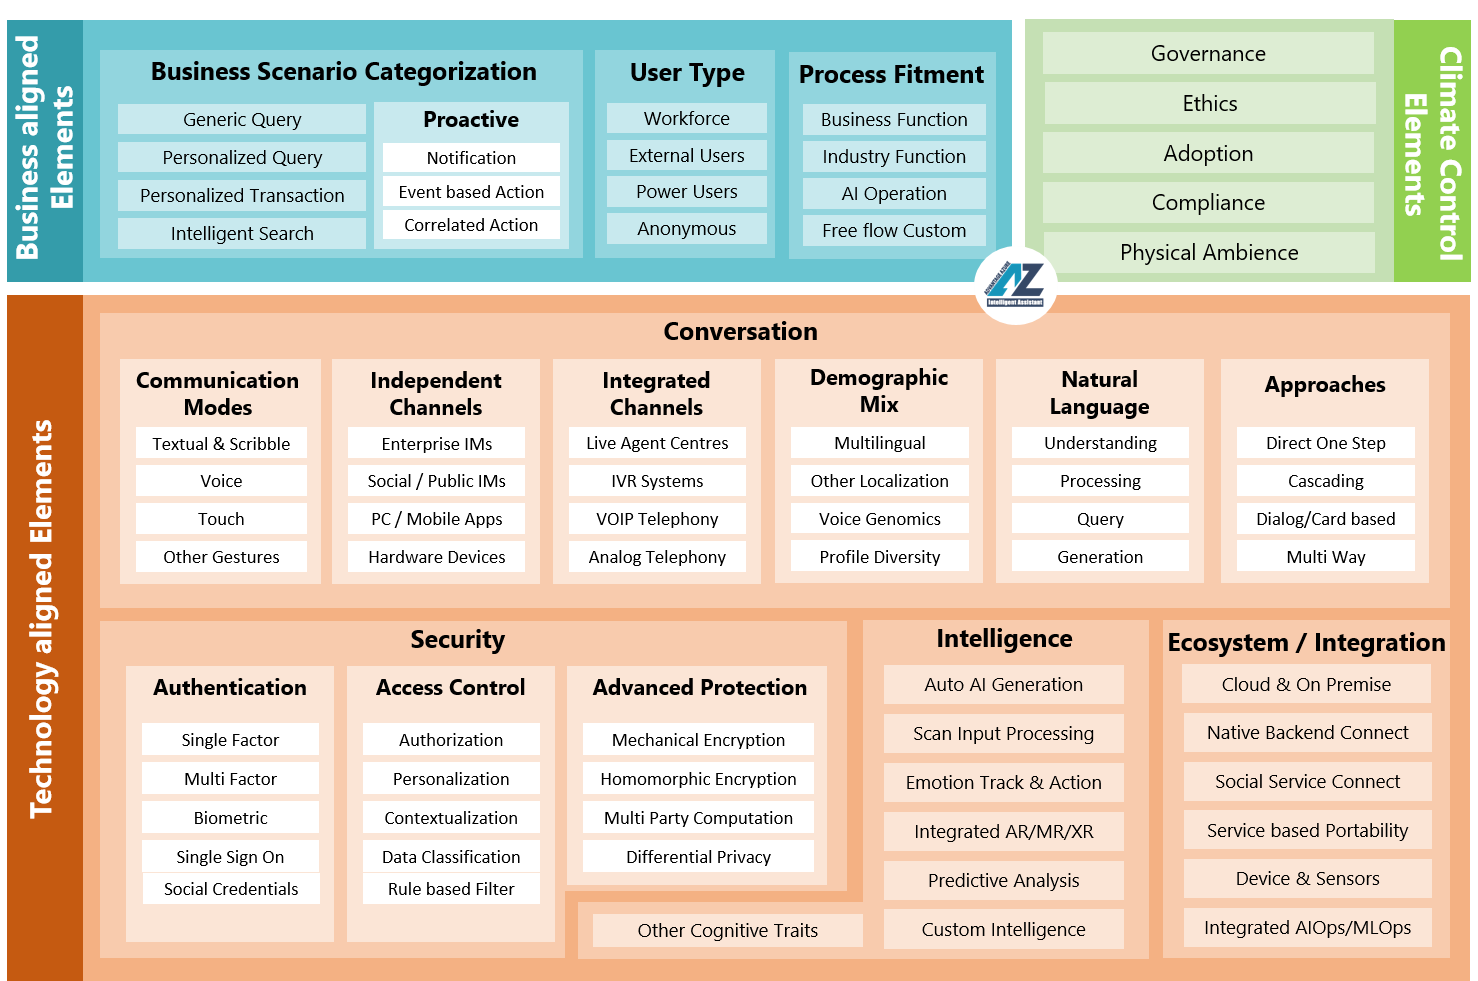 Business aligned
Elements
Business Scenario Categorization
Generic Query
Personalized Query
Personalized Transaction
Intelligent Search
Proactive
Notification
Event based Action
Correlated Action
User Type
Workforce
External Users
Power Users
Anonymous
Process Fitment
Business Function
Industry Function
AI Operation
Free flow Custom
Governance
Ethics
Adoption
Compliance
Physical Ambience
Climate Control
Elements
ADVANTAGE AZURE
AZ
Intelligent Assistant
Technology aligned Elements
Conversation
Communication
Modes
Textual & Scribble
Voice
Touch
Other Gestures
Independent
Channels
Enterprise IMs
Social / Public IMs
PC / Mobile Apps
Hardware Devices
Integrated
Channels
Live Agent Centres
IVR Systems
VOIP Telephony
Analog Telephony
Demographic
Mix
Multilingual
Other Localization
Voice Genomics
Profile Diversity
Natural
Language
Understanding
Processing
Query
Generation
Approaches
Direct One Step
Cascading
Dialog/Card based
Multi Way
Security
Authentication
Single Factor
Multi Factor
Biometric
Single Sign On
Social Credentials
Access Control
Authorization
Personalization
Contextualization
Data Classification
Rule based Filter
Advanced Protection
Mechanical Encryption
Homomorphic Encryption
Multi Party Computation
Differential Privacy
Intelligence
Auto AI Generation
Scan Input Processing
Emotion Track & Action
Integrated AR/MR/XR
Predictive Analysis
Custom Intelligence
Other Cognitive Traits
Ecosystem / Integration
Cloud & On Premise
Native Backend Connect
Social Service Connect
Service based Portability
Device & Sensors
Integrated AIOps/MLOps